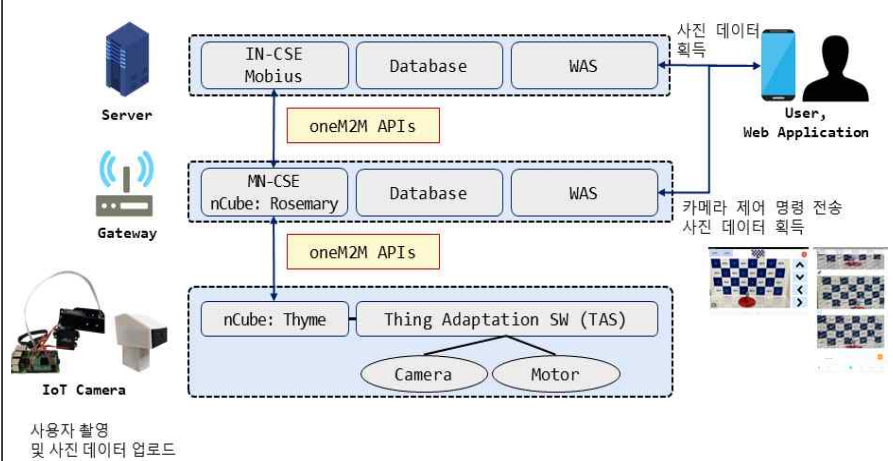 사진 데이터
획득
IN-CSE
Mobius
Database
WAS
Server
User,
Web Application
oneM2M APIs
MN-CSE
nCube: Rosemary
Database
WAS
Gateway
카메라 제어 명령 전송
사진 데이터 획득
oneM2M APIs
nCube: Thyme
Thing Adaptation SW (TAS)
Camera
Motor
IoT Camera
사용자 촬영
및 사진 데이터 업로드